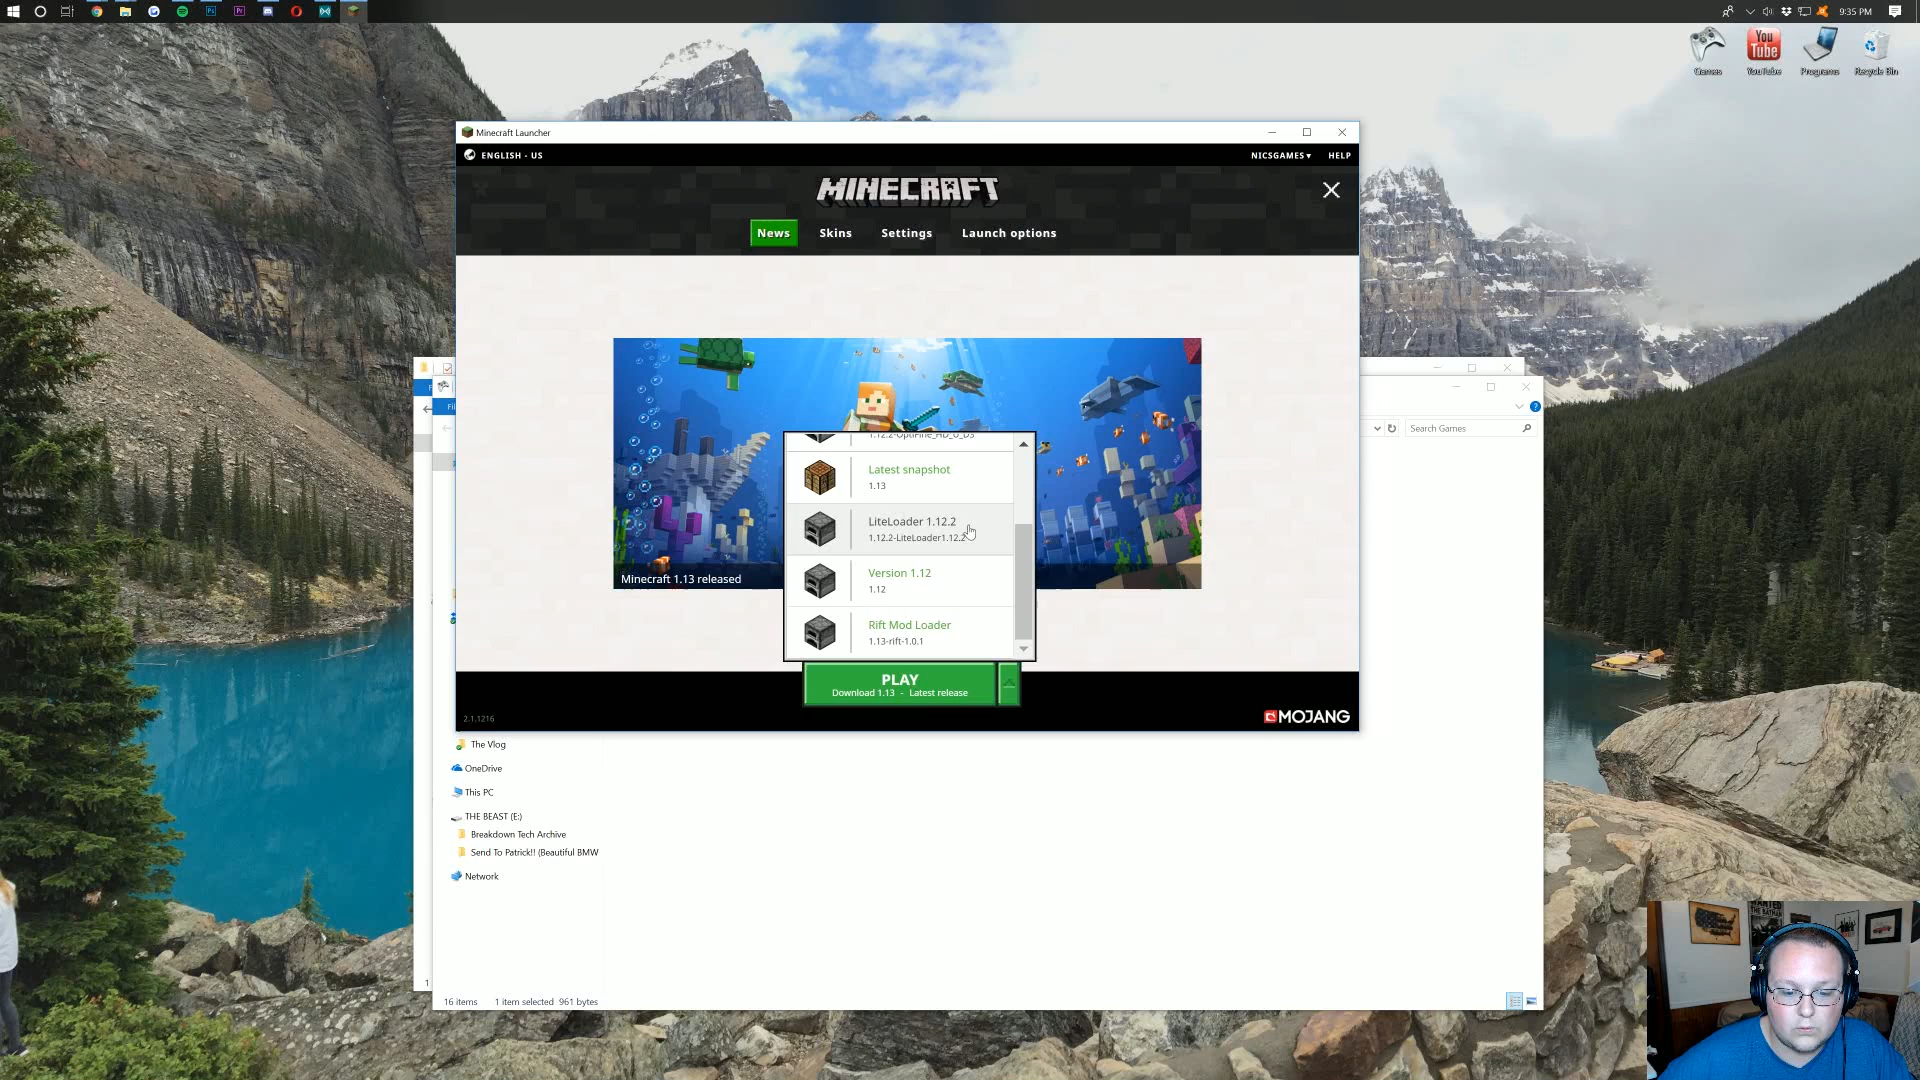 9:35 PM
Games
YouTube
Programs
Recycle Bin
Minecraft Launcher
ENGLISH - US
NICSGAMES
HELP
MINECRAFT
News
Skins
Settings
Launch options
Search Games
1.12.2-OptiFine_HD_U_D3
Latest snapshot
1.13
LiteLoader 1.12.2
1.12.2-LiteLoader1.12.2
Version 1.12
1.12
Minecraft 1.13 released
Rift Mod Loader
1.13-rift-1.0.1
PLAY
Download 1.13 - Latest release
2.1.1216
MOJANG
The Vlog
OneDrive
This PC
THE BEAST (E:)
Breakdown Tech Archive
Send To Patrick!! (Beautiful BMW
Network
16 items
1 item selected 961 bytes